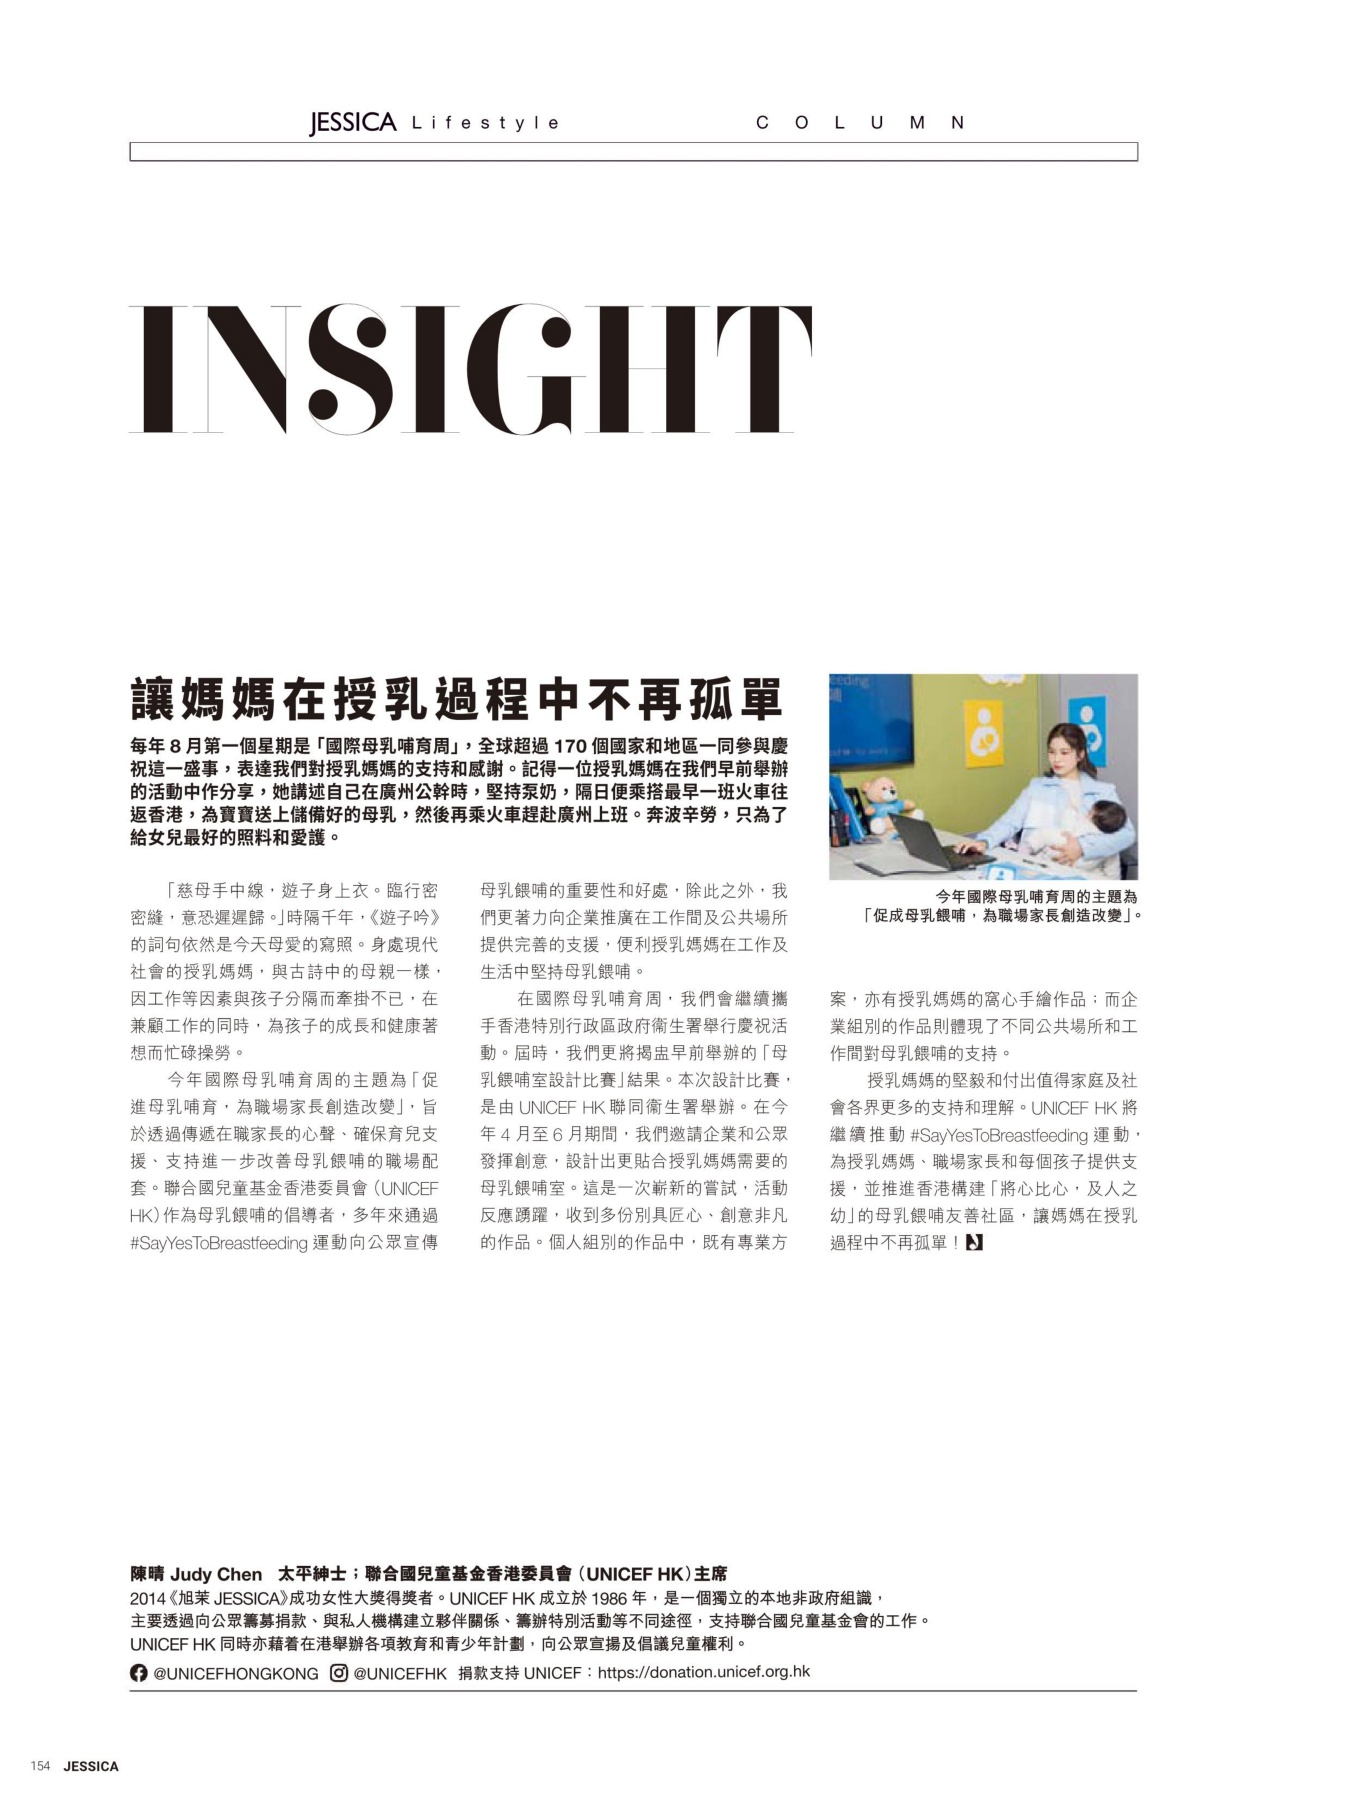 JESSICA Lifestyle
COLUMN
INSIGHT
讓媽媽在授乳過程中不再孤單
每年 8 月第一個星期是「國際母乳哺育周」，全球超過 170 個國家和地區一同參與慶
祝這一盛事，表達我們對授乳媽媽的支持和感謝。記得一位授乳媽媽在我們早前舉辦
的活動中作分享，她講述自己在廣州公幹時，堅持泵奶，隔日便乘搭最早一班火車往
返香港，為寶寶送上儲備好的母乳，然後再乘火車趕赴廣州上班。奔波辛勞，只為了
給女兒最好的照料和愛護。
「慈母手中線，遊子身上衣。臨行密
密縫，意恐遲遲歸。」時隔千年，《遊子吟》
的詞句依然是今天母愛的寫照。身處現代
社會的授乳媽媽，與古詩中的母親一樣，
因工作等因素與孩子分隔而牽掛不已，在
兼顧工作的同時，為孩子的成長和健康著
想而忙碌操勞。
今年國際母乳哺育周的主題為「促
進母乳哺育，為職場家長創造改變」，旨
於透過傳遞在職家長的心聲、確保育兒支
援、支持進一步改善母乳餵哺的職場配
套。聯合國兒童基金香港委員會（UNICEF
HK）作為母乳餵哺的倡導者，多年來通過
#SayYesToBreastfeeding 運動向公眾宣傳
母乳餵哺的重要性和好處，除此之外，我
們更著力向企業推廣在工作間及公共場所
提供完善的支援，便利授乳媽媽在工作及
生活中堅持母乳餵哺。
在國際母乳哺育周，我們會繼續攜
手香港特別行政區政府衞生署舉行慶祝活
動。屆時，我們更將揭盅早前舉辦的「母
乳餵哺室設計比賽」結果。本次設計比賽，
是由 UNICEF HK 聯同衞生署舉辦。在今
年 4 月至 6 月期間，我們邀請企業和公眾
發揮創意，設計出更貼合授乳媽媽需要的
母乳餵哺室。這是一次嶄新的嘗試，活動
反應踴躍，收到多份別具匠心、創意非凡
的作品。個人組別的作品中，既有專業方
eeding
哺
今年國際母乳哺育周的主題為
「促成母乳餵哺，為職場家長創造改變」。
案，亦有授乳媽媽的窩心手繪作品；而企
業組別的作品則體現了不同公共場所和工
作間對母乳餵哺的支持。
授乳媽媽的堅毅和付出值得家庭及社
會各界更多的支持和理解。UNICEF HK 將
繼續推動 #SayYesToBreastfeeding 運動，
為授乳媽媽、職場家長和每個孩子提供支
援，並推進香港構建「將心比心，及人之
幼」的母乳餵哺友善社區，讓媽媽在授乳
過程中不再孤單！
陳晴 Judy Chen 太平紳士；聯合國兒童基金香港委員會（UNICEF HK）主席
2014《旭茉 JESSICA》成功女性大獎得獎者。UNICEF HK 成立於 1986 年，是一個獨立的本地非政府組織，
主要透過向公眾籌募捐款、與私人機構建立夥伴關係、籌辦特別活動等不同途徑，支持聯合國兒童基金會的工作。
UNICEF HK 同時亦藉着在港舉辦各項教育和青少年計劃，向公眾宣揚及倡議兒童權利。
@UNICEFHONGKONG @UNICEFHK 捐款支持 UNICEF：https://donation.unicef.org.hk
154 JESSICA